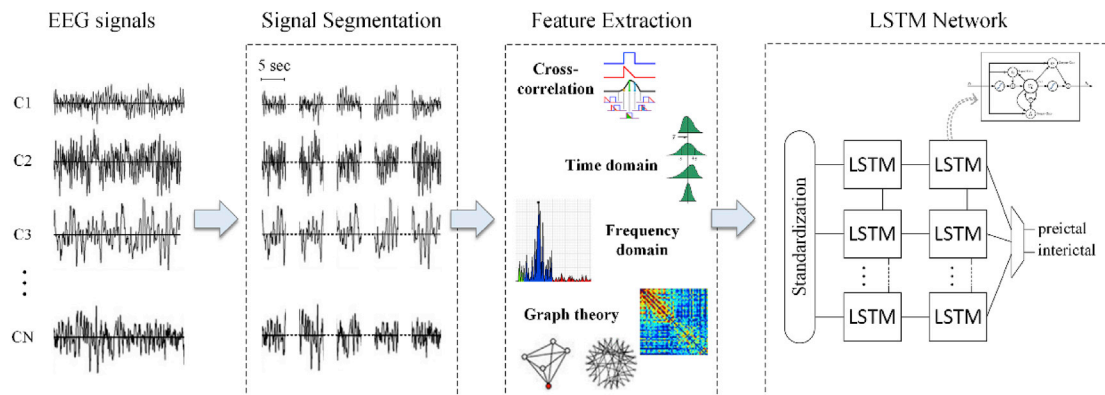 EEG signals
Signal Segmentation
Feature Extraction
LSTM Network
5 sec
C1
C2
C3
CN
Cross-
correlation
Time domain
Frequency
domain
Graph theory
Standardization
LSTM
LSTM
LSTM
LSTM
LSTM
LSTM
preictal
interictal